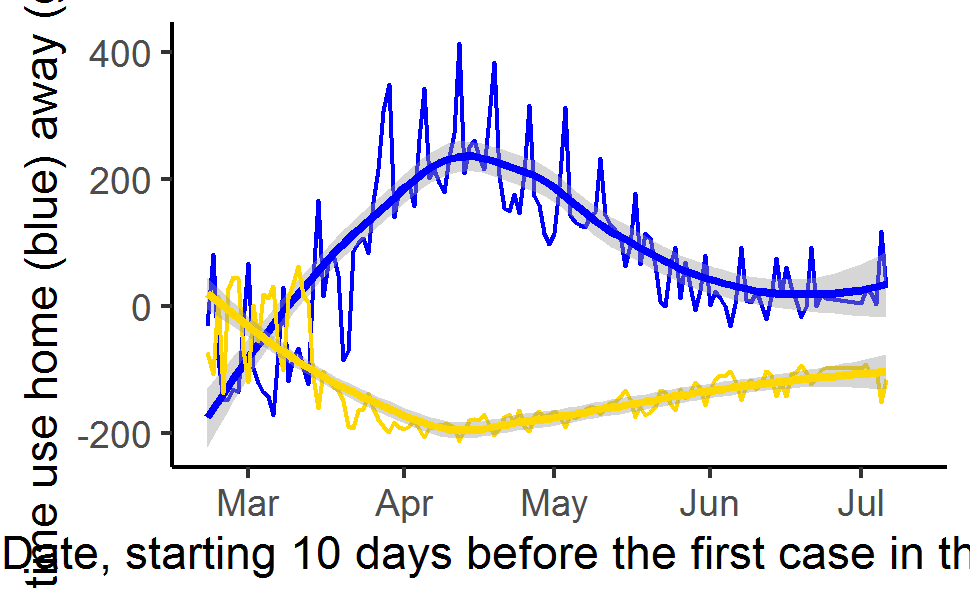 time use home (blue) away (
400
200
0
-200
Mar Apr May Jun Jul
Date, starting 10 days before the first case in th